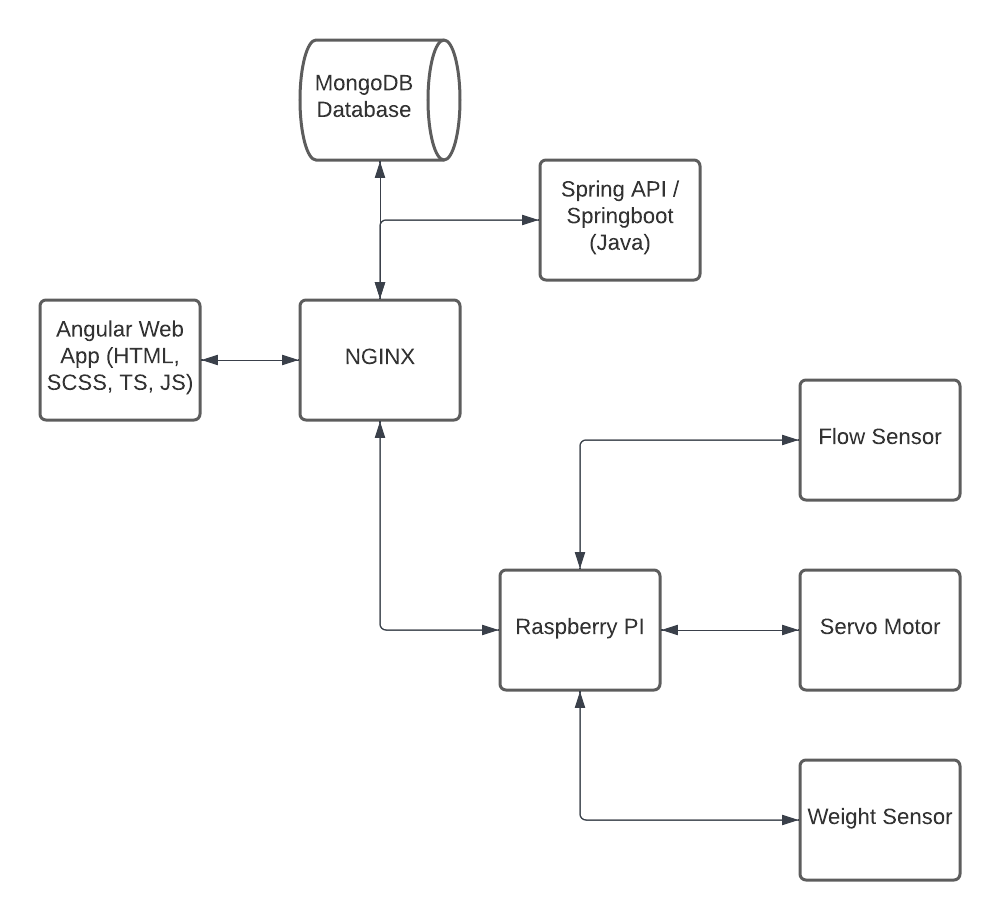 MongoDB
Database
Spring API /
Springboot
(Java)
Angular Web
App (HTML,
SCSS, TS, JS)
NGINX
Flow Sensor
Raspberry PI
Servo Motor
Weight Sensor